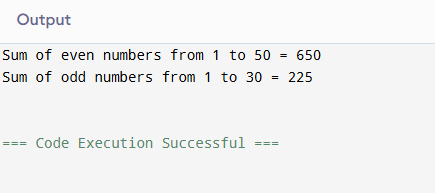 Output
Sum of even numbers from 1 to 50 = 650
Sum of odd numbers from 1 to 30 = 225
=== Code Execution Successful ===